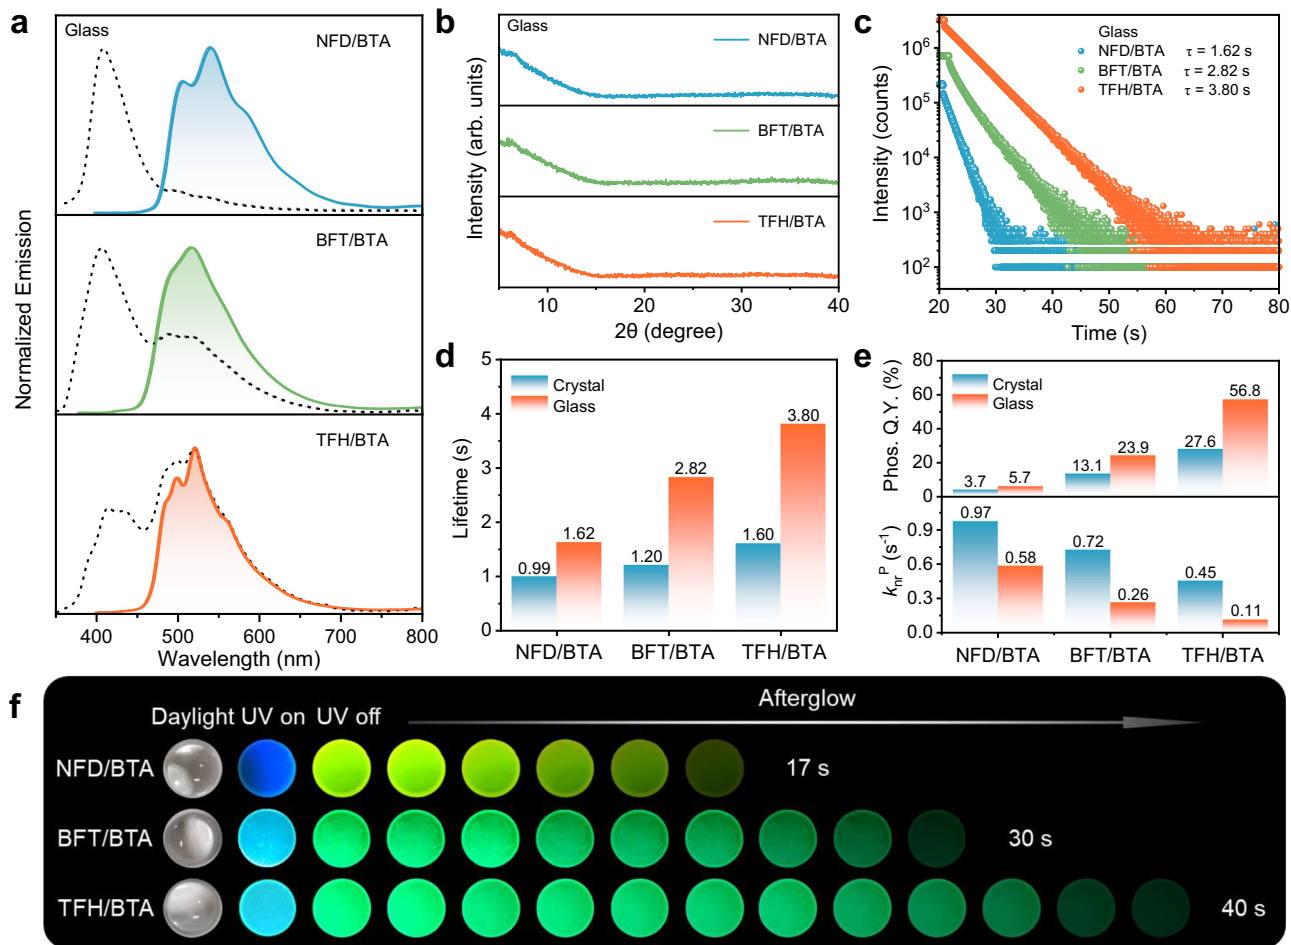 a
Glass
NFD/BTA
BFT/BTA
TFH/BTA
Normalized Emission
400 500 600 700 800
Wavelength (nm)
b
NFD/BTA
BFT/BTA
TFH/BTA
Intensity (arb. units)
10 20 30 40
2θ (degree)
c
Glass
NFD/BTA τ = 1.62 s
BFT/BTA τ = 2.82 s
TFH/BTA τ = 3.80 s
Intensity (counts)
10⁶
10⁵
10⁴
10³
10²
20 30 40 50 60 70 80
Time (s)
d
Crystal
Glass
Lifetime (s)
5
4
3
2
1
0
0.99 1.62 1.20 2.82 1.60 3.80
NFD/BTA BFT/BTA TFH/BTA
e
Crystal
Glass
Phos. Q.Y. (%)
80
60
40
20
0
3.7 5.7 13.1 23.9 27.6 56.8
kₙᵣᴾ (s⁻¹)
0.9
0.6
0.3
0.0
0.97 0.58 0.72 0.26 0.45 0.11
NFD/BTA BFT/BTA TFH/BTA
f
Afterglow
Daylight UV on UV off
NFD/BTA 17 s
BFT/BTA 30 s
TFH/BTA 40 s